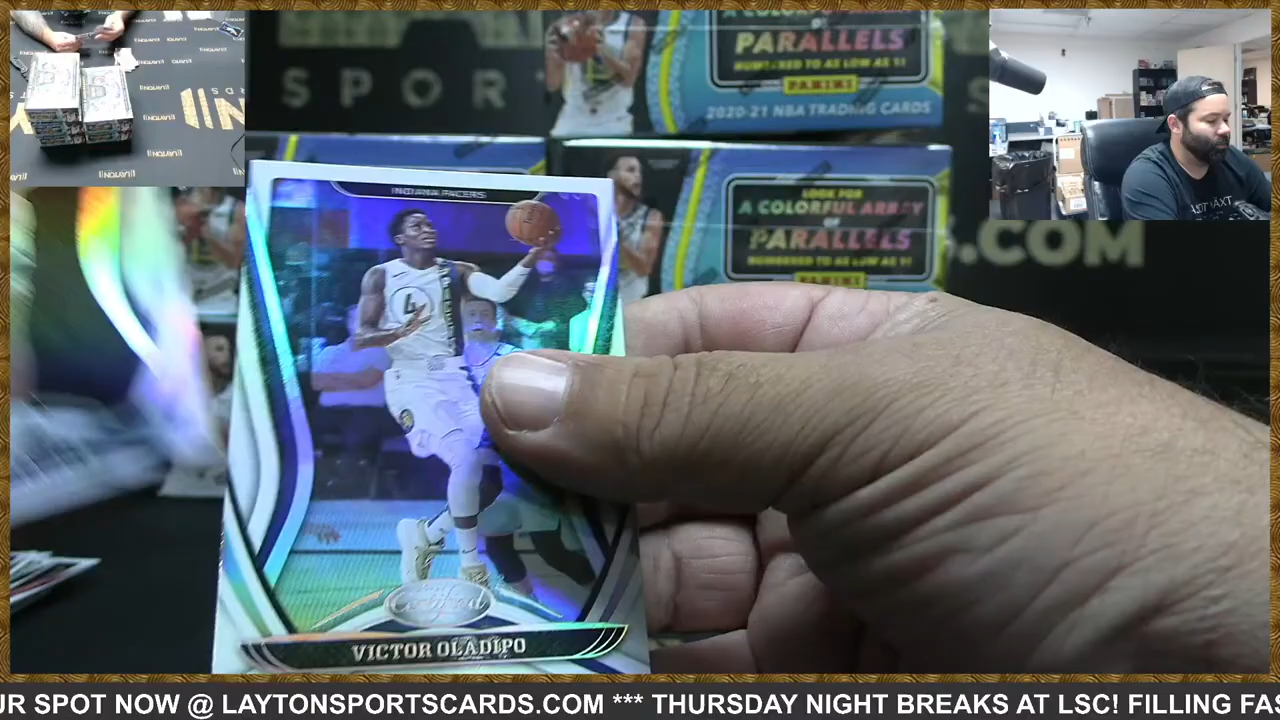 SPOR
A COLORFUL ARRAY
OF
PARALLELS
NUMBERED TO AS LOW AS 1!
PANINI
2020-21 NBA TRADING CARDS
LOOK FOR
A COLORFUL ARRAY
OF
PARALLELS
NUMBERED TO AS LOW AS 1!
PANINI
S.COM
INDIANA PACERS
4
Certified
VICTOR OLADIPO
UR SPOT NOW @ LAYTONSPORTSCARDS.COM *** THURSDAY NIGHT BREAKS AT LSC! FILLING FAS